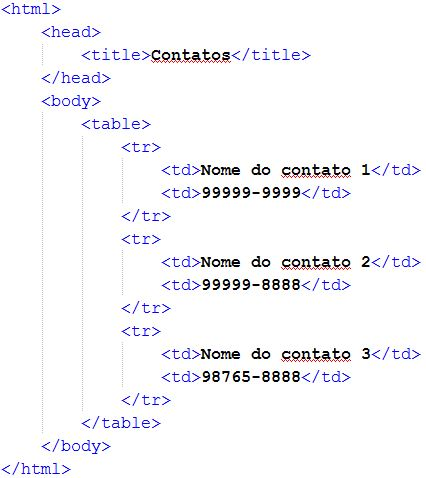 <html>
<head>
<title>Contatos</title>
</head>
<body>
<table>
<tr>
<td>Nome do contato 1</td>
<td>99999-9999</td>
</tr>
<tr>
<td>Nome do contato 2</td>
<td>99999-8888</td>
</tr>
<tr>
<td>Nome do contato 3</td>
<td>98765-8888</td>
</tr>
</table>
</body>
</html>